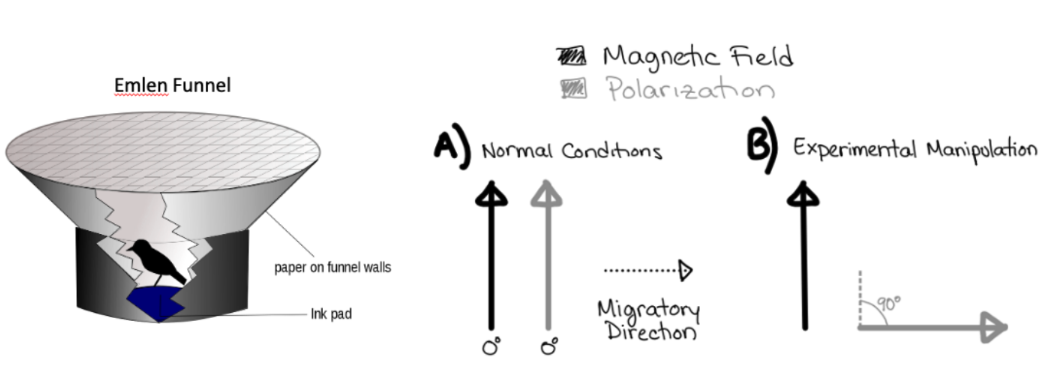 Emlen Funnel
paper on funnel walls
Ink pad
Magnetic Field
Polarization
A) Normal Conditions
0°
0°
Migratory
Direction
B) Experimental Manipulation
90°